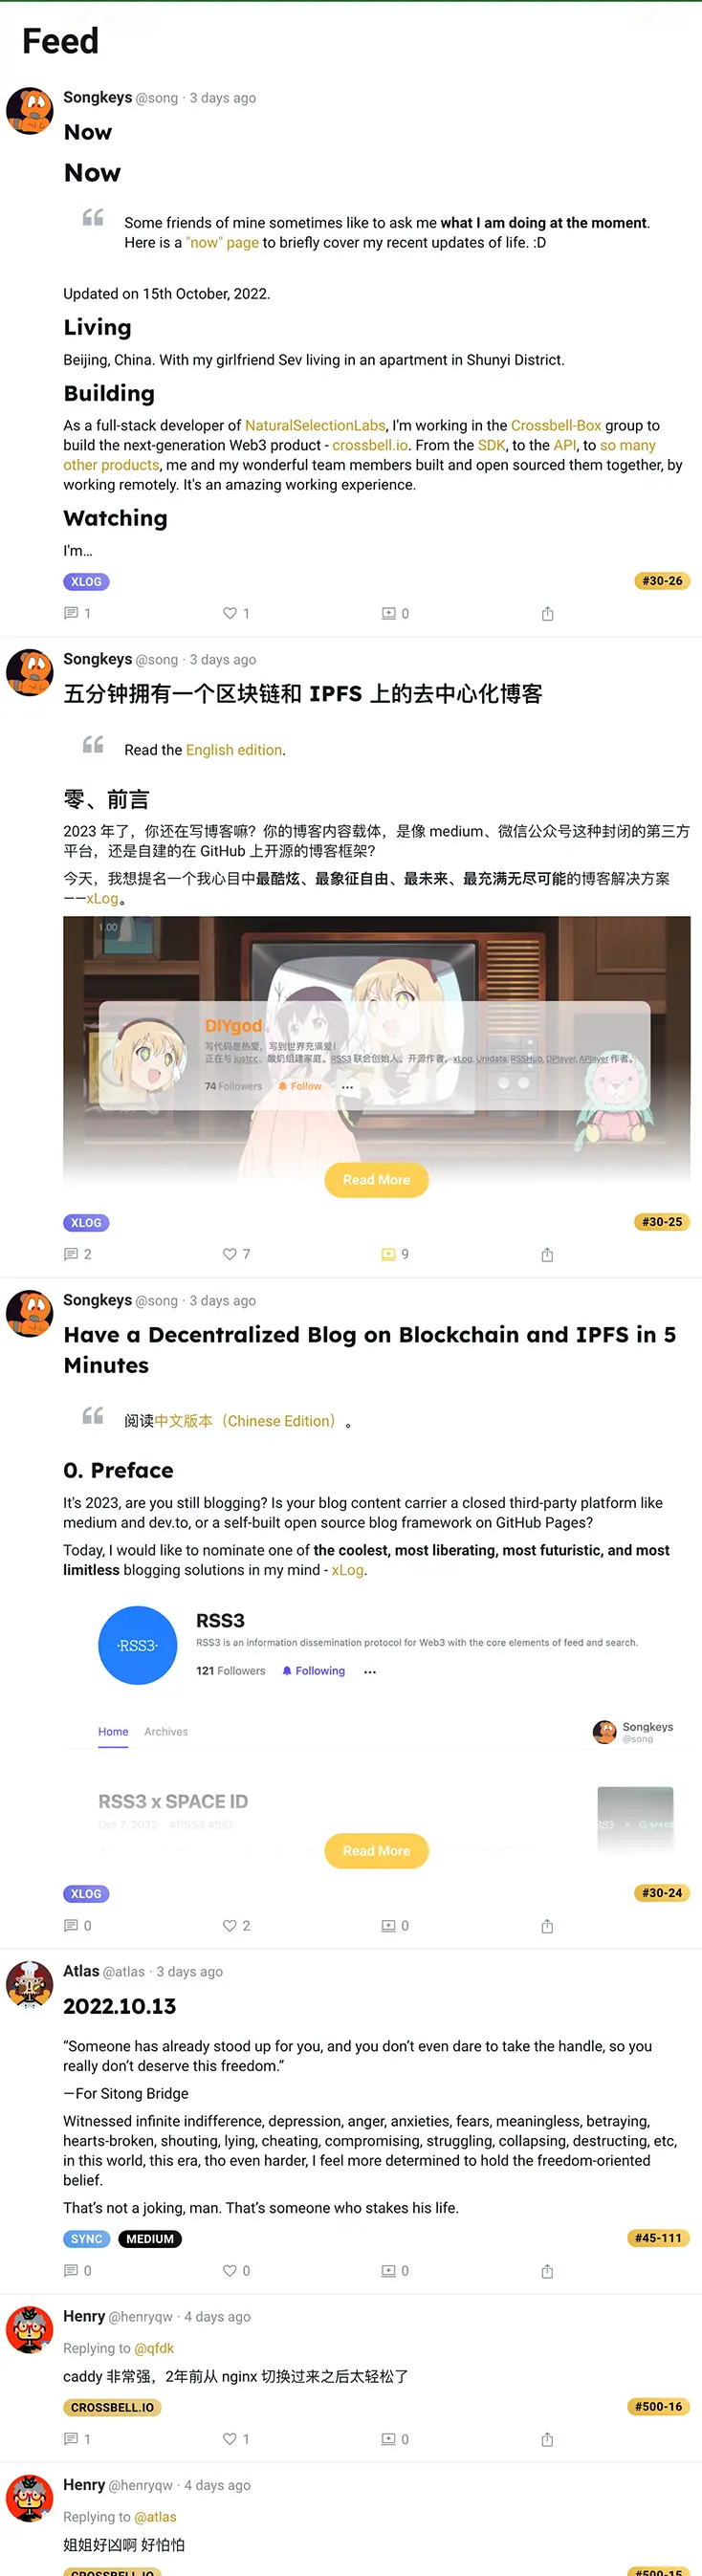 Feed
Songkeys @song · 3 days ago
Now
Now
Some friends of mine sometimes like to ask me what I am doing at the moment.
Here is a "now" page to briefly cover my recent updates of life. :D
Updated on 15th October, 2022.
Living
Beijing, China. With my girlfriend Sev living in an apartment in Shunyi District.
Building
As a full-stack developer of NaturalSelectionLabs, I'm working in the Crossbell-Box group to
build the next-generation Web3 product - crossbell.io. From the SDK, to the API, to so many
other products, me and my wonderful team members built and open sourced them together, by
working remotely. It's an amazing working experience.
Watching
I'm...
XLOG #30-26
1 1 0
Songkeys @song · 3 days ago
五分钟拥有一个区块链和 IPFS 上的去中心化博客
Read the English edition.
零、前言
2023 年了，你还在写博客嘛？你的博客内容载体，是像 medium、微信公众号这种封闭的第三方
平台，还是自建的在 GitHub 上开源的博客框架？
今天，我想提名一个我心目中最酷炫、最象征自由、最未来、最充满无尽可能的博客解决方案
——xLog。
1.00
DIYgod
写代码是热爱，写到世界充满爱！
正在与 justcc、酸奶组建家庭。RSS3 联合创始人。开源作者。xLog, Unidata, RSSHub, DPlayer, APlayer 作者。
74 Followers Follow ...
Read More
XLOG #30-25
2 7 9
Songkeys @song · 3 days ago
Have a Decentralized Blog on Blockchain and IPFS in 5
Minutes
阅读中文版本（Chinese Edition）。
0. Preface
It's 2023, are you still blogging? Is your blog content carrier a closed third-party platform like
medium and dev.to, or a self-built open source blog framework on GitHub Pages?
Today, I would like to nominate one of the coolest, most liberating, most futuristic, and most
limitless blogging solutions in my mind - xLog.
·RSS3·
RSS3
RSS3 is an information dissemination protocol for Web3 with the core elements of feed and search.
121 Followers Following ...
Home Archives
Songkeys
@song
RSS3 x SPACE ID
Oct 7, 2022 #RSS3 #SID
Read More
XLOG #30-24
0 2 0
Atlas @atlas · 3 days ago
2022.10.13
“Someone has already stood up for you, and you don’t even dare to take the handle, so you
really don’t deserve this freedom.”
—For Sitong Bridge
Witnessed infinite indifference, depression, anger, anxieties, fears, meaningless, betraying,
hearts-broken, shouting, lying, cheating, compromising, struggling, collapsing, destructing, etc,
in this world, this era, tho even harder, I feel more determined to hold the freedom-oriented
belief.
That’s not a joking, man. That’s someone who stakes his life.
SYNC MEDIUM #45-111
0 0 0
Henry @henryqw · 4 days ago
Replying to @qfdk
caddy 非常强，2年前从 nginx 切换过来之后太轻松了
CROSSBELL.IO #500-16
1 1 0
Henry @henryqw · 4 days ago
Replying to @atlas
姐姐好凶啊 好怕怕
CROSSBELL.IO #500-15